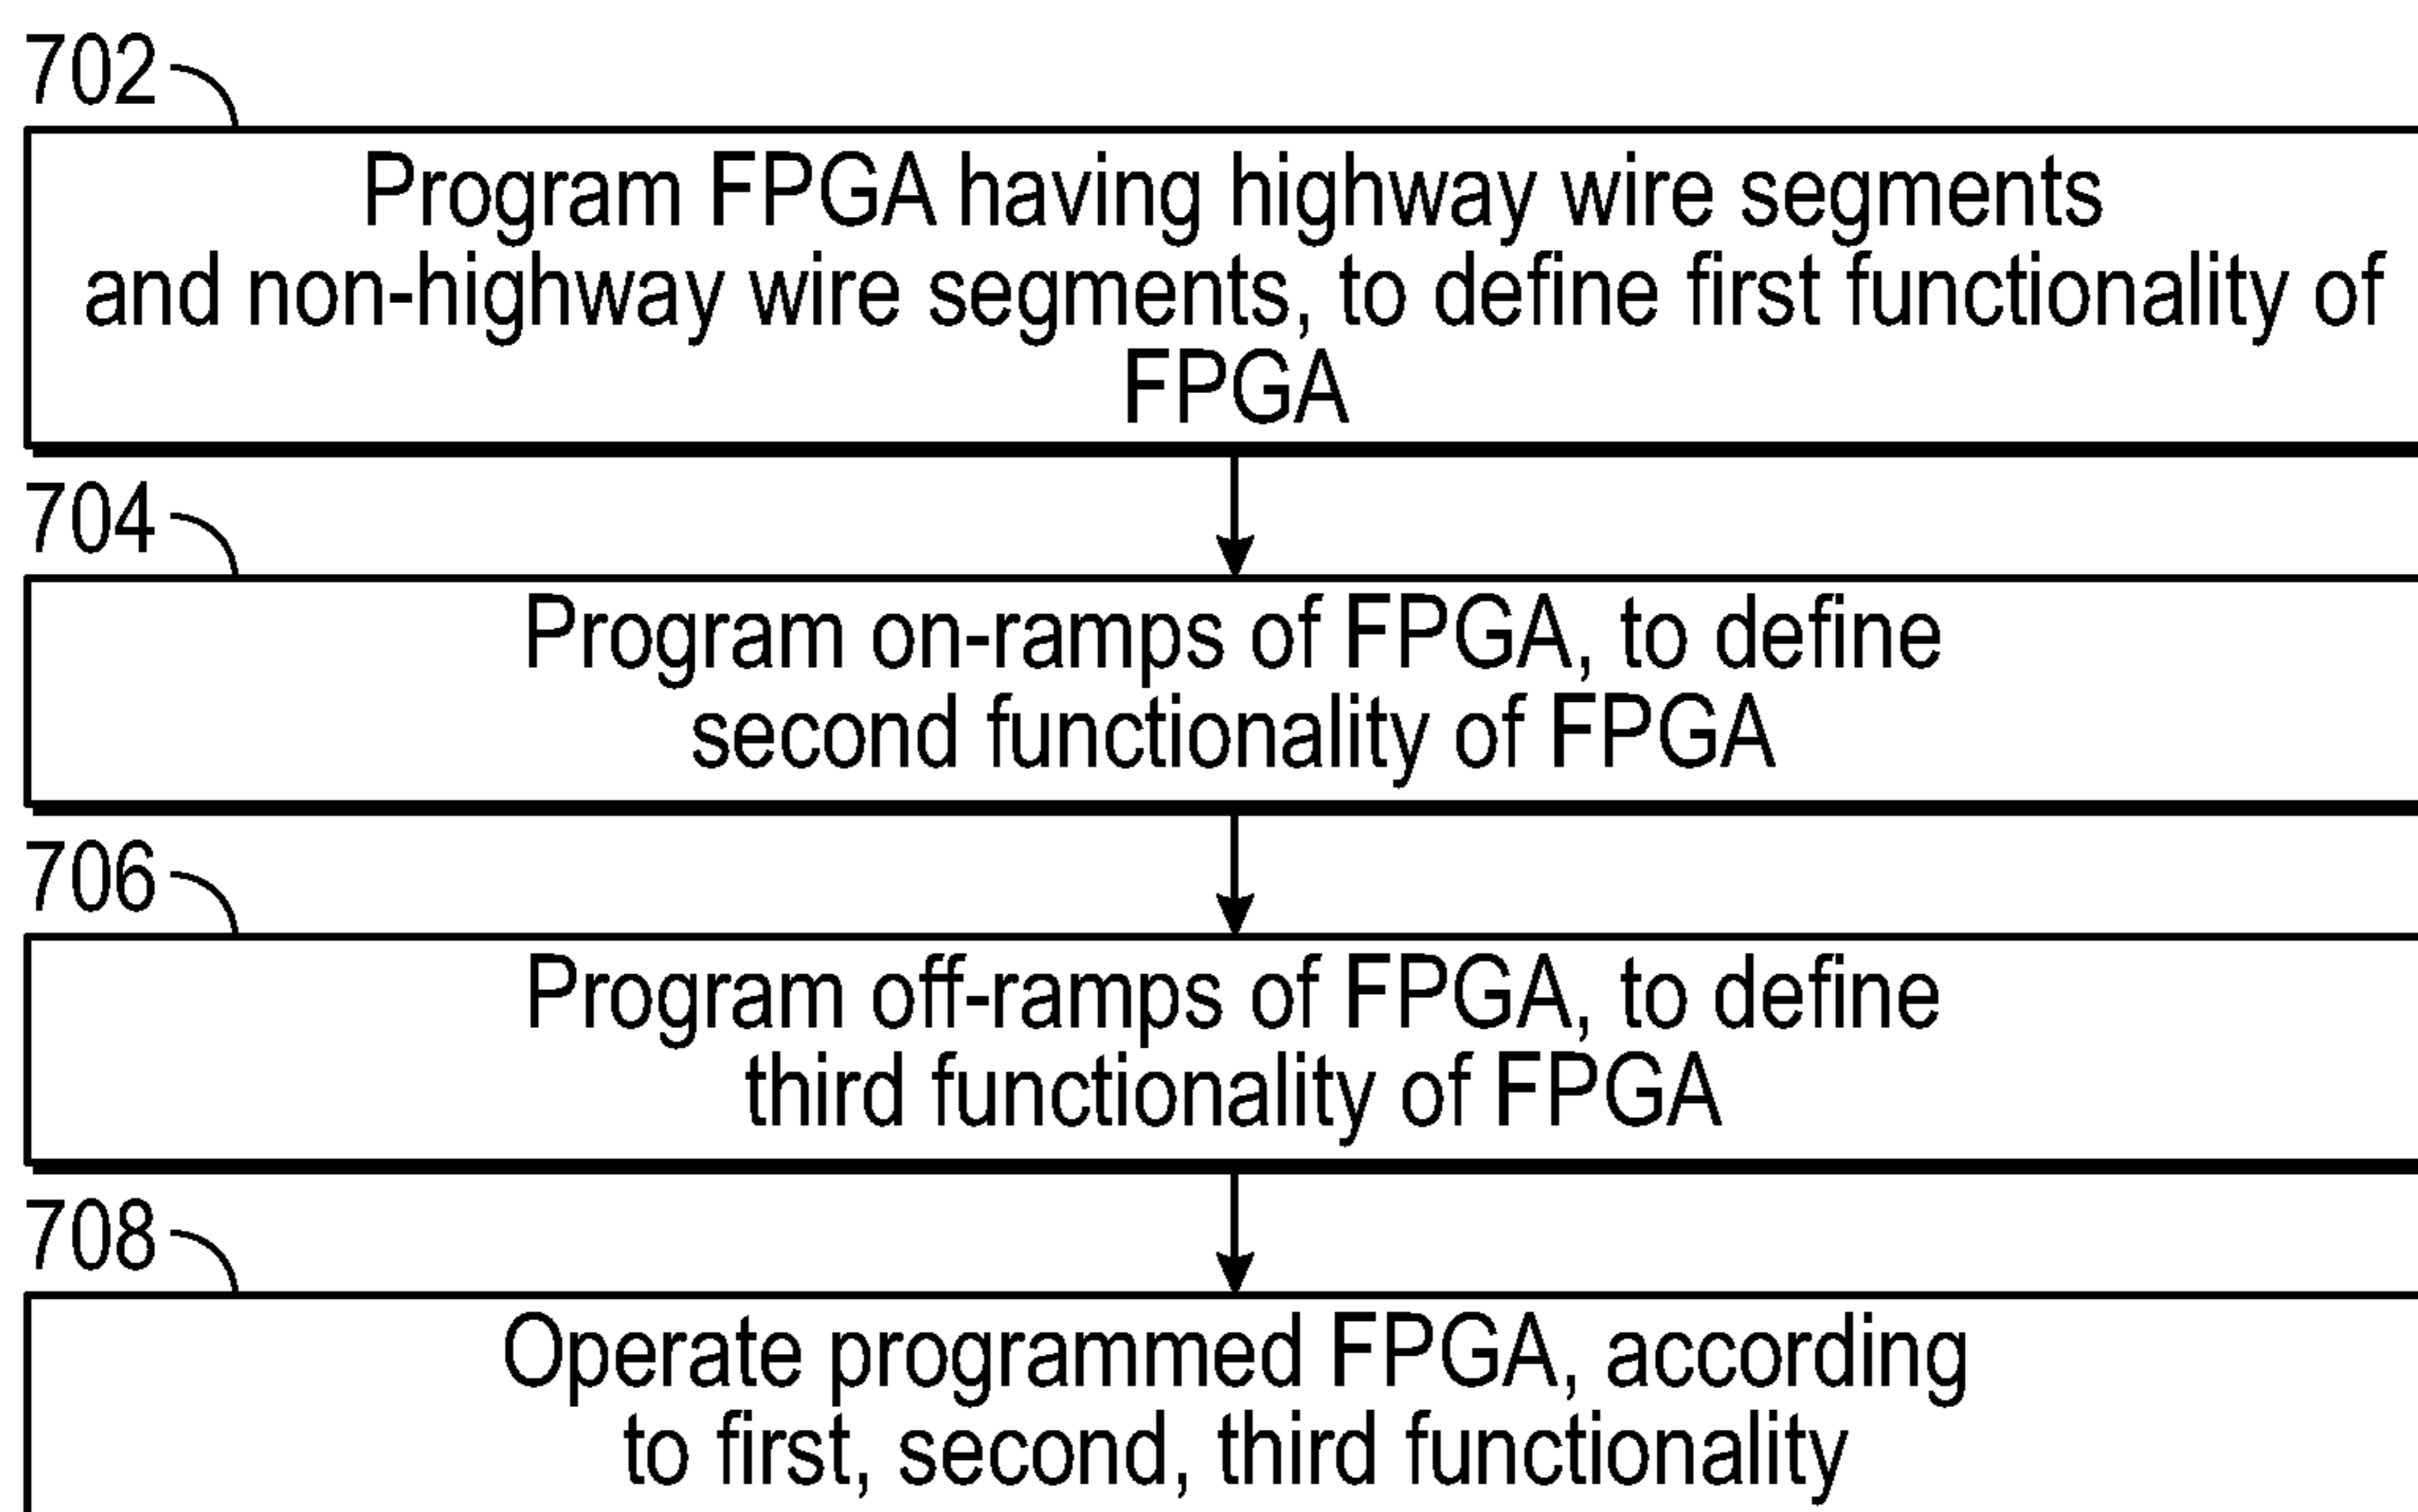 702
Program FPGA having highway wire segments
and non-highway wire segments, to define first functionality of
FPGA
704
Program on-ramps of FPGA, to define
second functionality of FPGA
706
Program off-ramps of FPGA, to define
third functionality of FPGA
708
Operate programmed FPGA, according
to first, second, third functionality